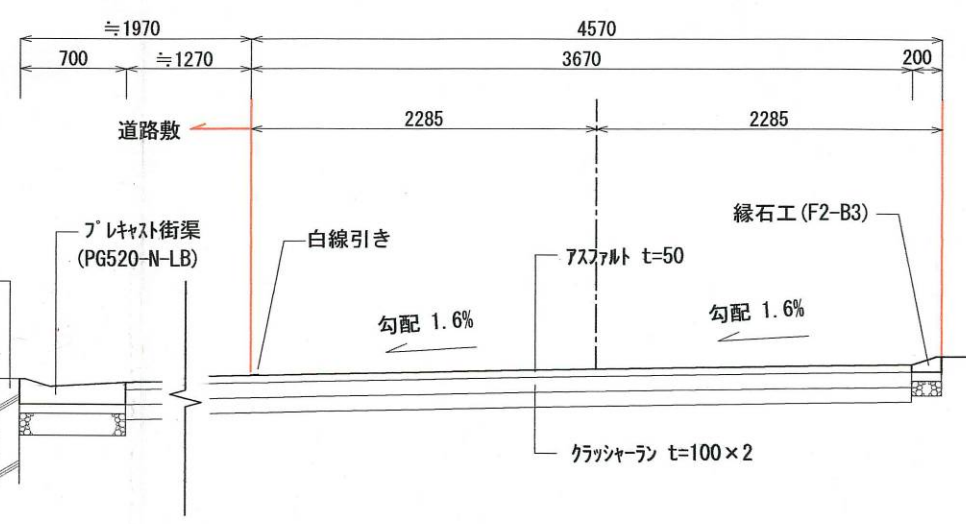 ≒1970
4570
700
≒1270
3670
200
2285
2285
道路敷
プレキャスト街渠
(PG520-N-LB)
白線引き
縁石工(F2-B3)
アスファルト t=50
勾配 1.6%
勾配 1.6%
クラッシャーラン t=100×2